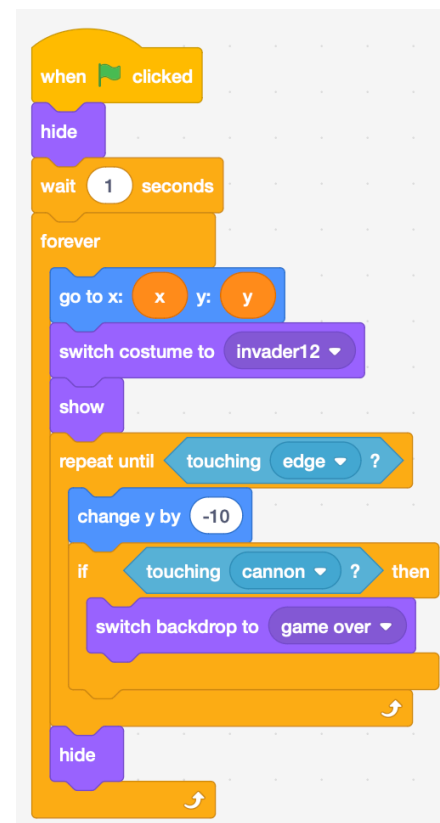 when clicked
hide
wait 1 seconds
forever
go to x: x y: y
switch costume to invader12
show
repeat until touching edge ?
change y by -10
if touching cannon ? then
switch backdrop to game over
hide